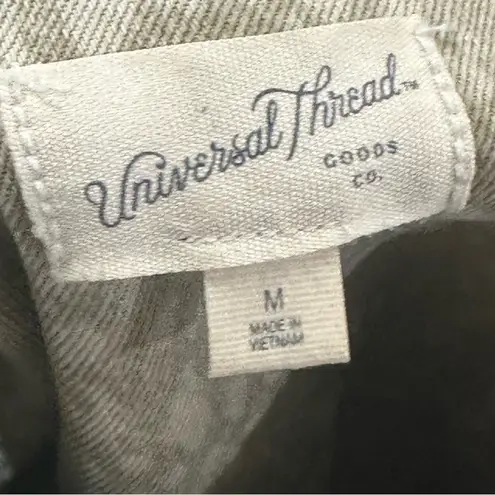 Universal Thread™
GOODS
CO.
M
MADE IN
VIETNAM